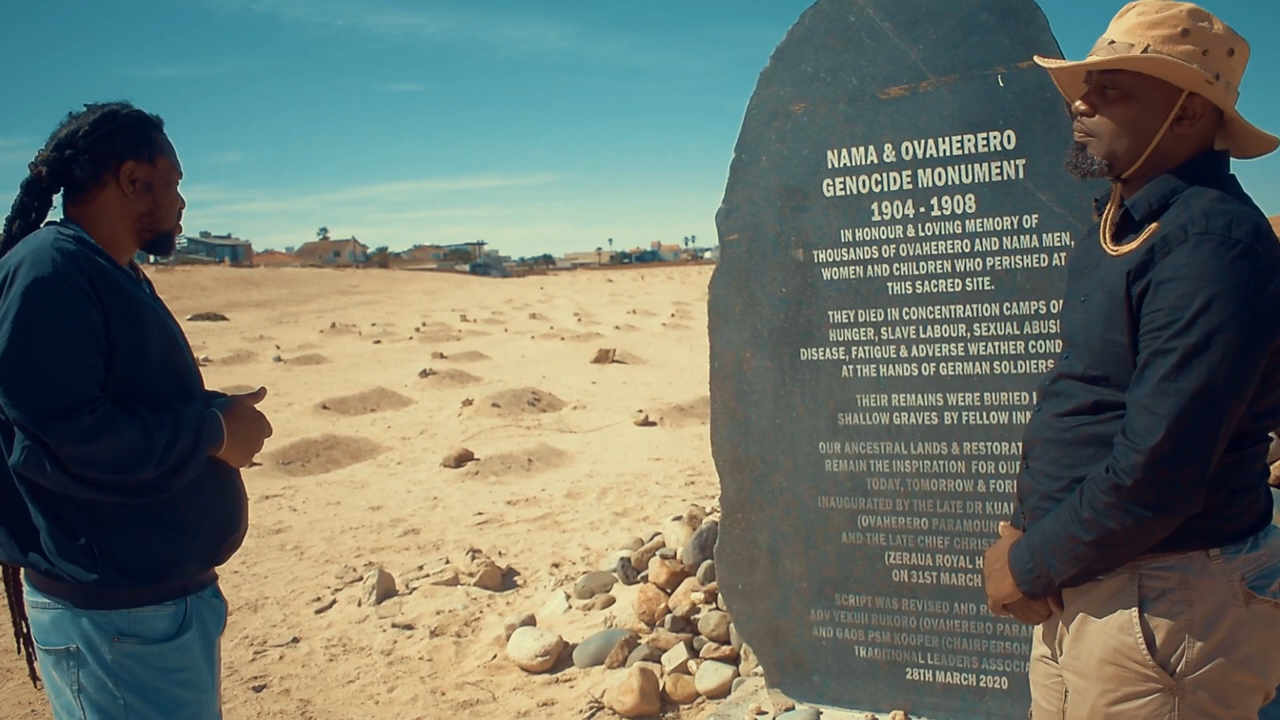 NAMA & OVAHERERO
GENOCIDE MONUMENT
1904 - 1908
IN HONOUR & LOVING MEMORY OF
THOUSANDS OF OVAHERERO AND NAMA MEN,
WOMEN AND CHILDREN WHO PERISHED AT
THIS SACRED SITE.
THEY DIED IN CONCENTRATION CAMPS
HUNGER, SLAVE LABOUR, SEXUAL
DISEASE, FATIGUE & ADVERSE WEATHER
AT THE HANDS OF GERMAN SOLDIERS
THEIR REMAINS WERE BURIED
SHALLOW GRAVES BY FELLOW
OUR ANCESTRAL LANDS &
REMAIN THE INSPIRATION FOR
TODAY, TOMORROW &
INAUGURATED BY THE LATE DR
(OVAHERERO
AND THE LATE CHIEF
(ZERAUA ROYAL
ON 31ST MARCH
SCRIPT WAS REVISED AND
ADV VEKUII RUKORO (OVAHERERO
AND GAOB PSM KOOPER (CHAIRPERSON
TRADITIONAL LEADERS
28TH MARCH 2020